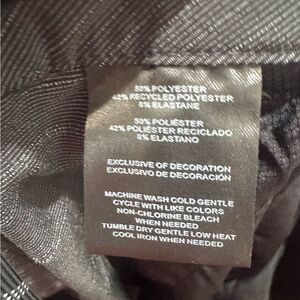 50% POLYESTER
42% RECYCLED POLYESTER
8% ELASTANE
50% POLIÉSTER
42% POLIÉSTER RECICLADO
8% ELASTANO
EXCLUSIVE OF DECORATION
EXCLUSIVO DE DECORACIÓN
MACHINE WASH COLD GENTLE
CYCLE WITH LIKE COLORS
NON-CHLORINE BLEACH
WHEN NEEDED
TUMBLE DRY GENTLE LOW HEAT
COOL IRON WHEN NEEDED